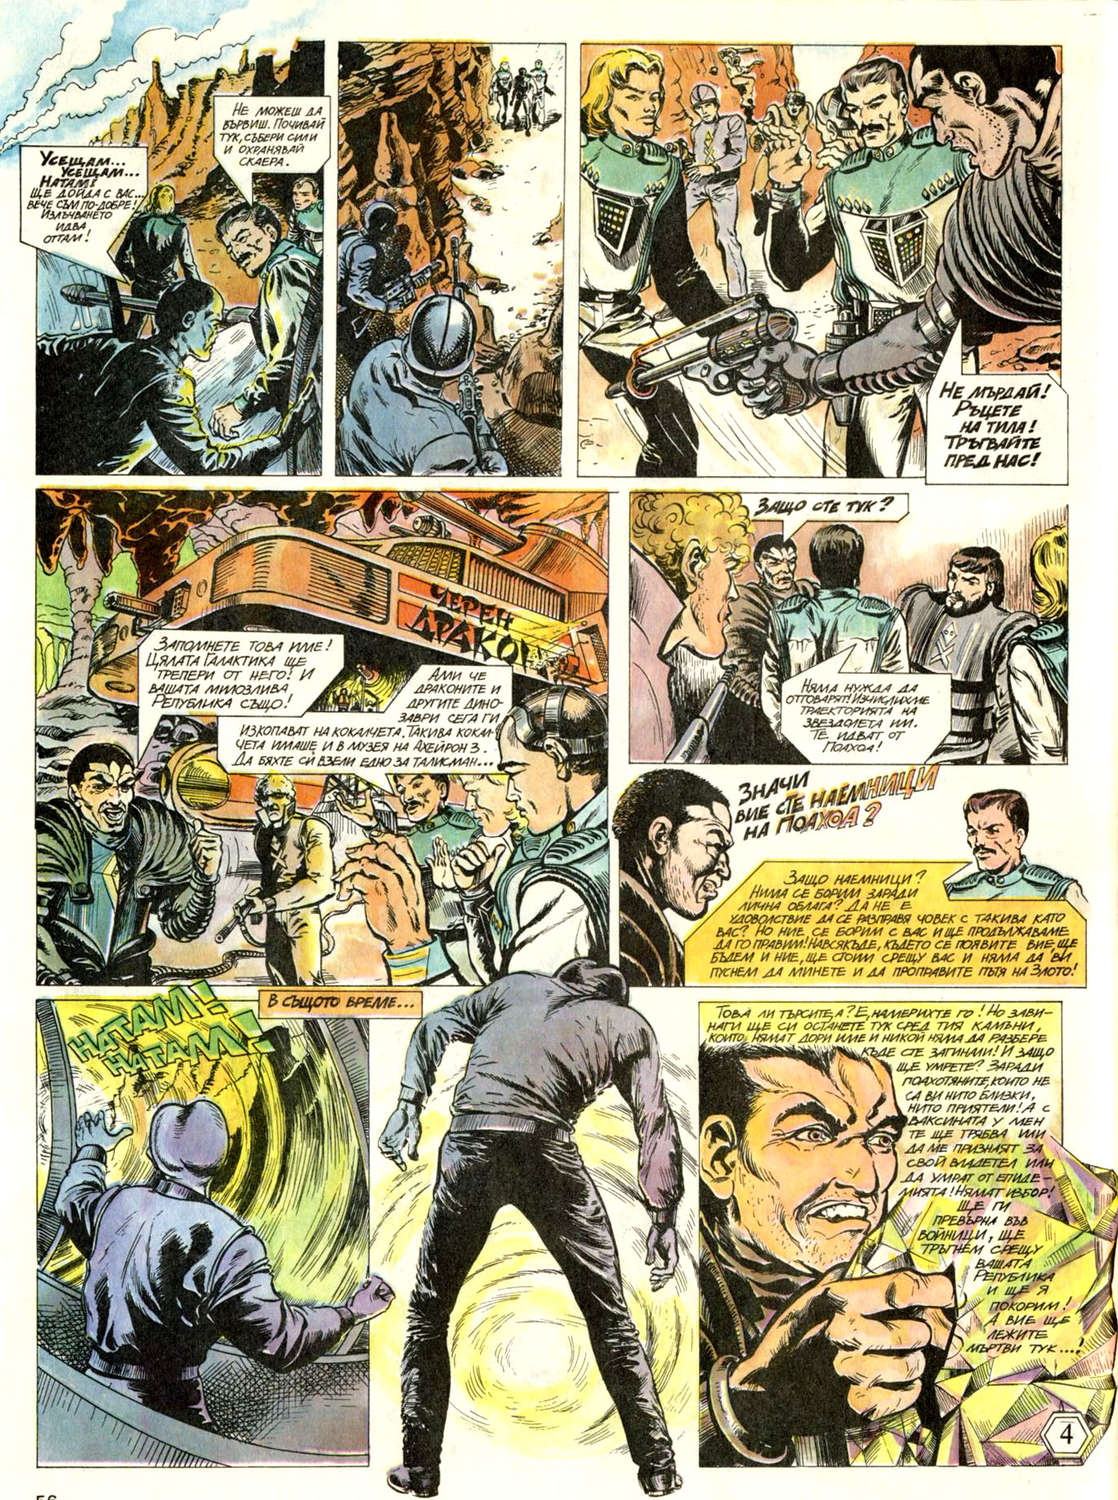 Усещам...
Усещам...
Натам!
Ще дойда с вас...
вече съм по-добре!
Излъчването
идва
оттам!
Не можеш да
вървиш. Почивай
тук, събери сили
и охранявай
скаера.
Не мърдай!
Ръцете
на тила!
Тръгвайте
пред нас!
ЧЕРЕН
ДРАКОН
Запомнете това име!
Цялата Галактика ще
трепери от него! И
вашата милозлива
Република също!
Ами че
драконите и
другите дино-
заври сега ги
изкопават на кокалчета. Такива кокал-
чета имаше и в музея на Ахейрон 3.
Да бяхте си взели едно за талисман...
Защо сте тук?
Няма нужда да
отговарят! Изчислихме
траекторията на
звездолета им.
Те идват от
Поахоа!
Значи
вие сте наемници
на Поахоа?
Защо наемници?
Нима се борим заради
лична облага? Да не е
удоволствие да се разправя човек с такива като
вас? Но ние се борим с вас и ще продължаваме
да го правим! Навсякъде, където се появите вие, ще
бъдем и ние, ще стоим срещу вас и няма да ви
пуснем да минете и да проправите пътя на Злото!
Натам!
Натам!
В същото време...
Това ли търсите, а? Е, намерихте го! Но зави-
наги ще си останете тук сред тия камъни,
които нямат дори име и никой няма да разбере
къде сте загинали! И защо
ще умрете? Заради
поахотяните, които не
са ви нито близки,
нито приятели! А с
ваксината у мен
те ще трябва или
да ме признаят за
свой владетел или
да умрат от епиде-
мията! Нямат избор!
Ще ги
превърна във
войници, ще
тръгнем срещу
вашата
Република
и ще я
покорим!
А вие ще
лежите
мъртви тук...
4
56